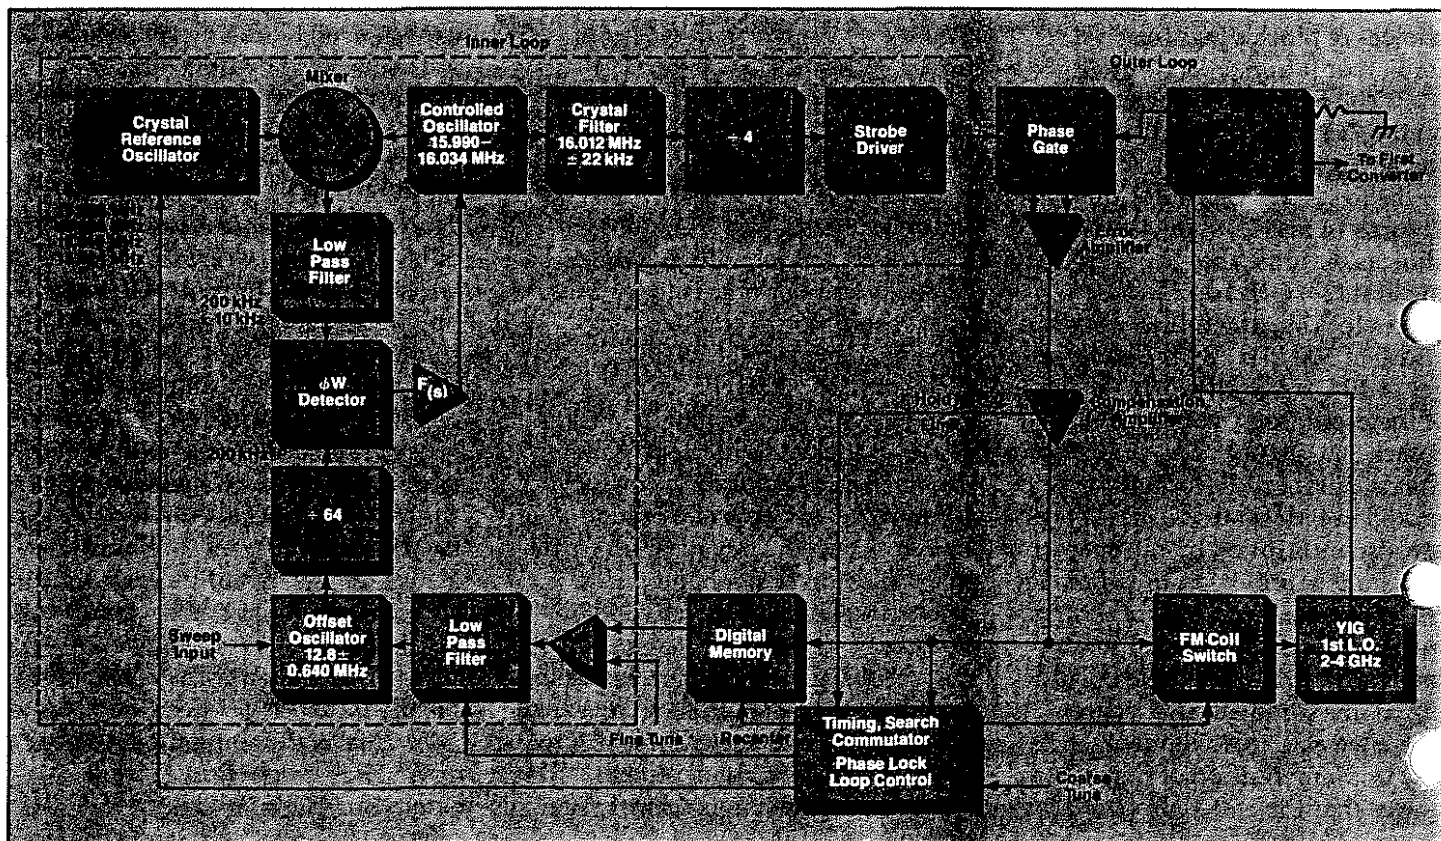 Inner Loop
Outer Loop
Mixer
Crystal
Reference
Oscillator
Controlled
Oscillator
15.990–
16.034 MHz
Crystal
Filter
16.012 MHz
± 22 kHz
÷ 4
Strobe
Driver
Phase
Gate
To First
Converter
Low
Pass
Filter
Error
Amplifier
200 kHz
± 10 kHz
ϕW
Detector
F(s)
Hold
Compensation
Amplifier
200 kHz
÷ 64
Sweep
Input
Offset
Oscillator
12.8±
0.640 MHz
Low
Pass
Filter
Digital
Memory
FM Coil
Switch
YIG
1st L.O.
2-4 GHz
Fine Tune
Recenter
Timing, Search
Commutator
Phase Lock
Loop Control
Coarse
Tune